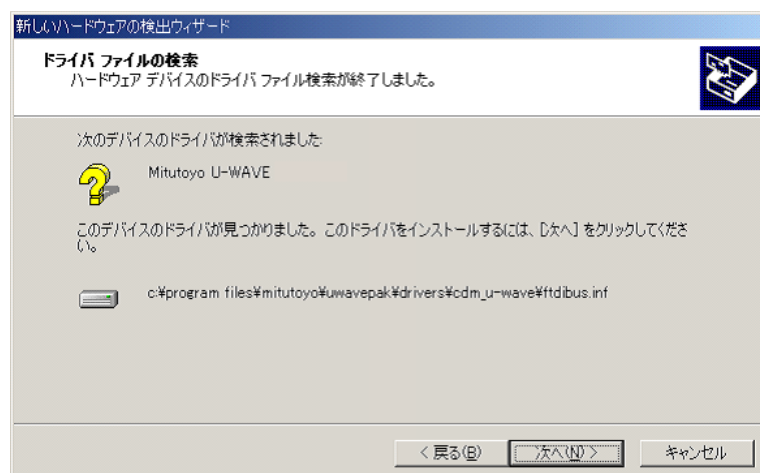 新しいハードウェアの検出ウィザード
ドライバ ファイルの検索
ハードウェア デバイスのドライバ ファイル検索が終了しました。
次のデバイスのドライバが検索されました:
Mitutoyo U-WAVE
このデバイスのドライバが見つかりました。このドライバをインストールするには、[次へ] をクリックしてくださ
い。
c:¥program files¥mitutoyo¥uwavepak¥drivers¥cdm_u-wave¥ftdibus.inf
< 戻る(B)
次へ(N) >
キャンセル